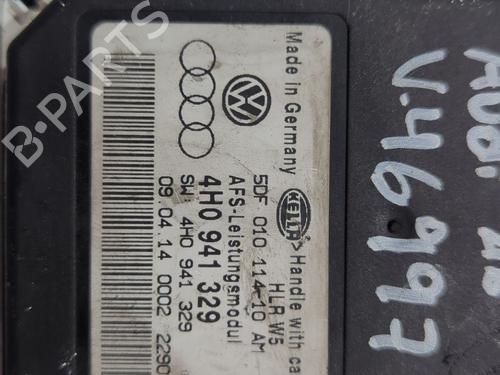 Made in Germany
HELLA
>Handle with ca
5DF 010 114-10 AM
HLR W5
AFS-Leistungsmodul
4H0 941 329
SW: 4H0 941 329
09 04 14 0002 2290
V.46997
B-PARTS